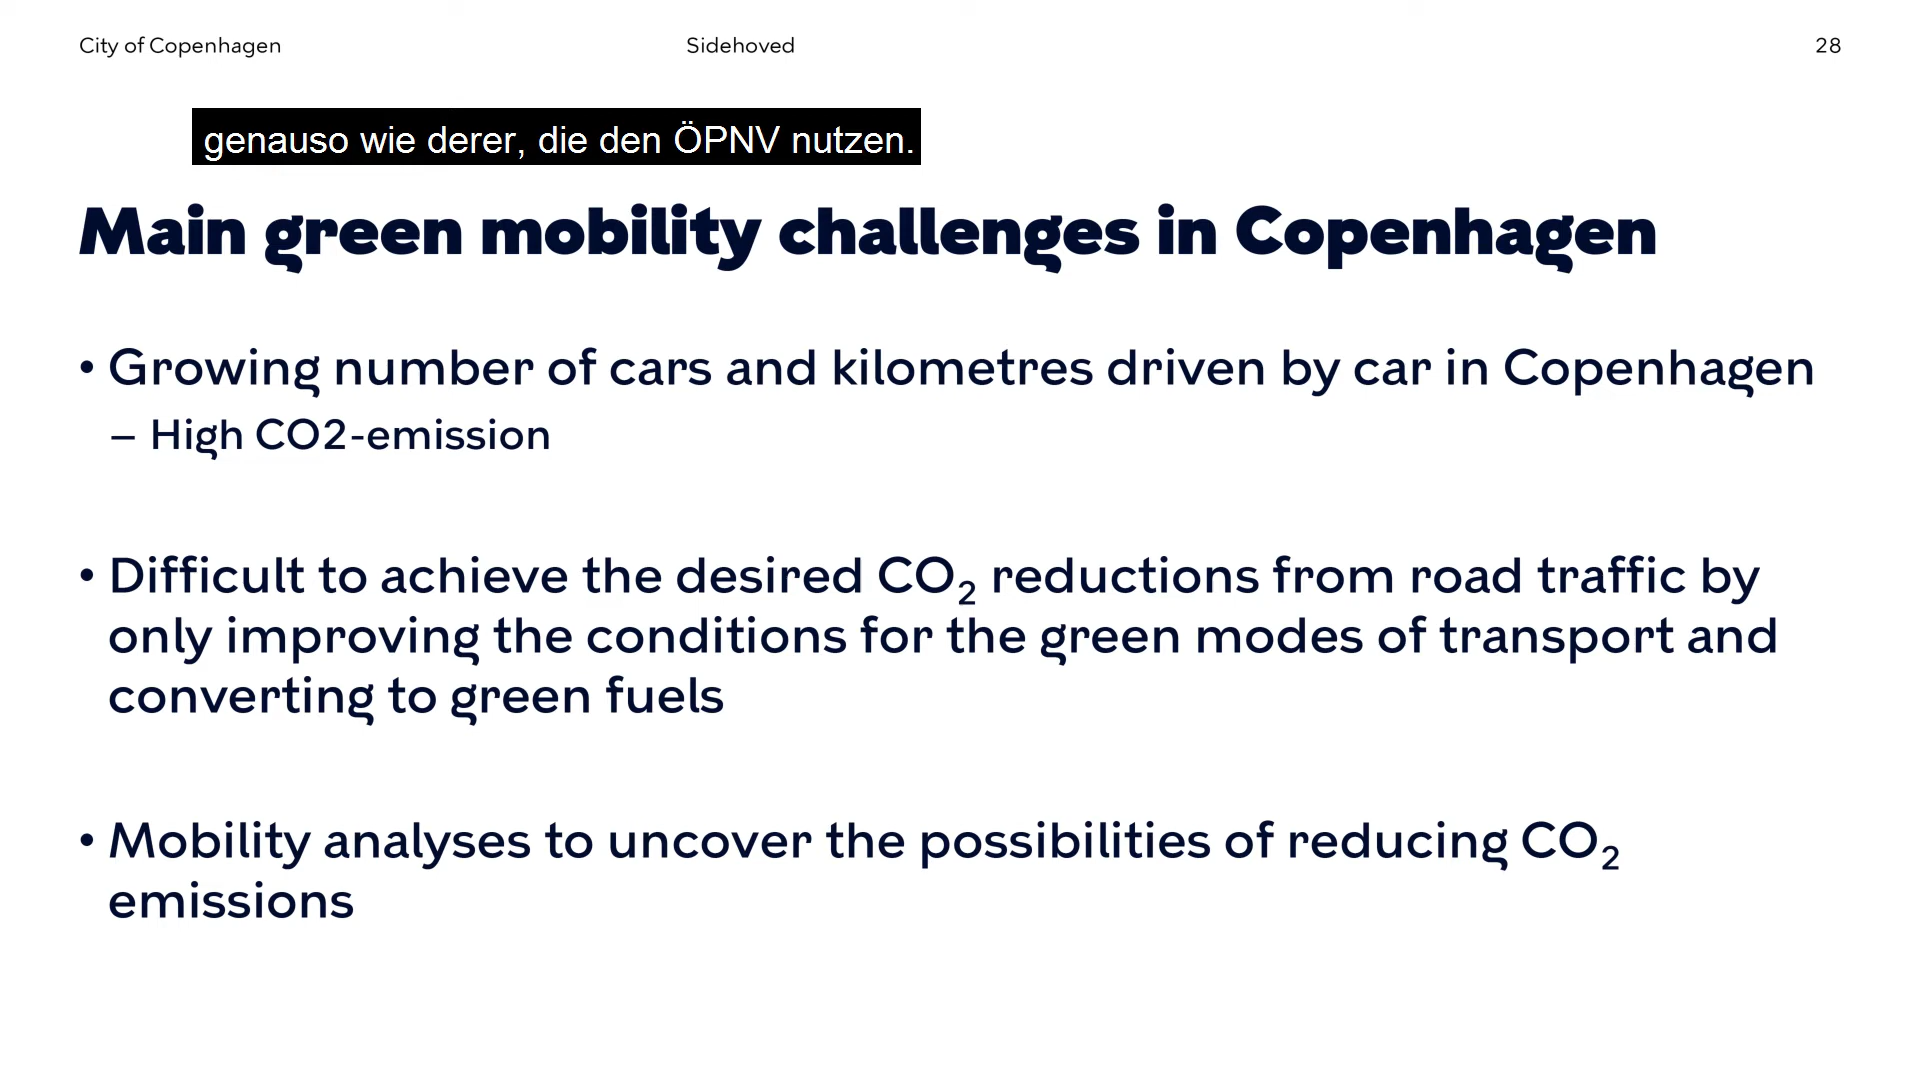 City of Copenhagen Sidehoved 28
genauso wie derer, die den ÖPNV nutzen.
Main green mobility challenges in Copenhagen
• Growing number of cars and kilometres driven by car in Copenhagen
– High CO2-emission
• Difficult to achieve the desired CO₂ reductions from road traffic by
only improving the conditions for the green modes of transport and
converting to green fuels
• Mobility analyses to uncover the possibilities of reducing CO₂
emissions